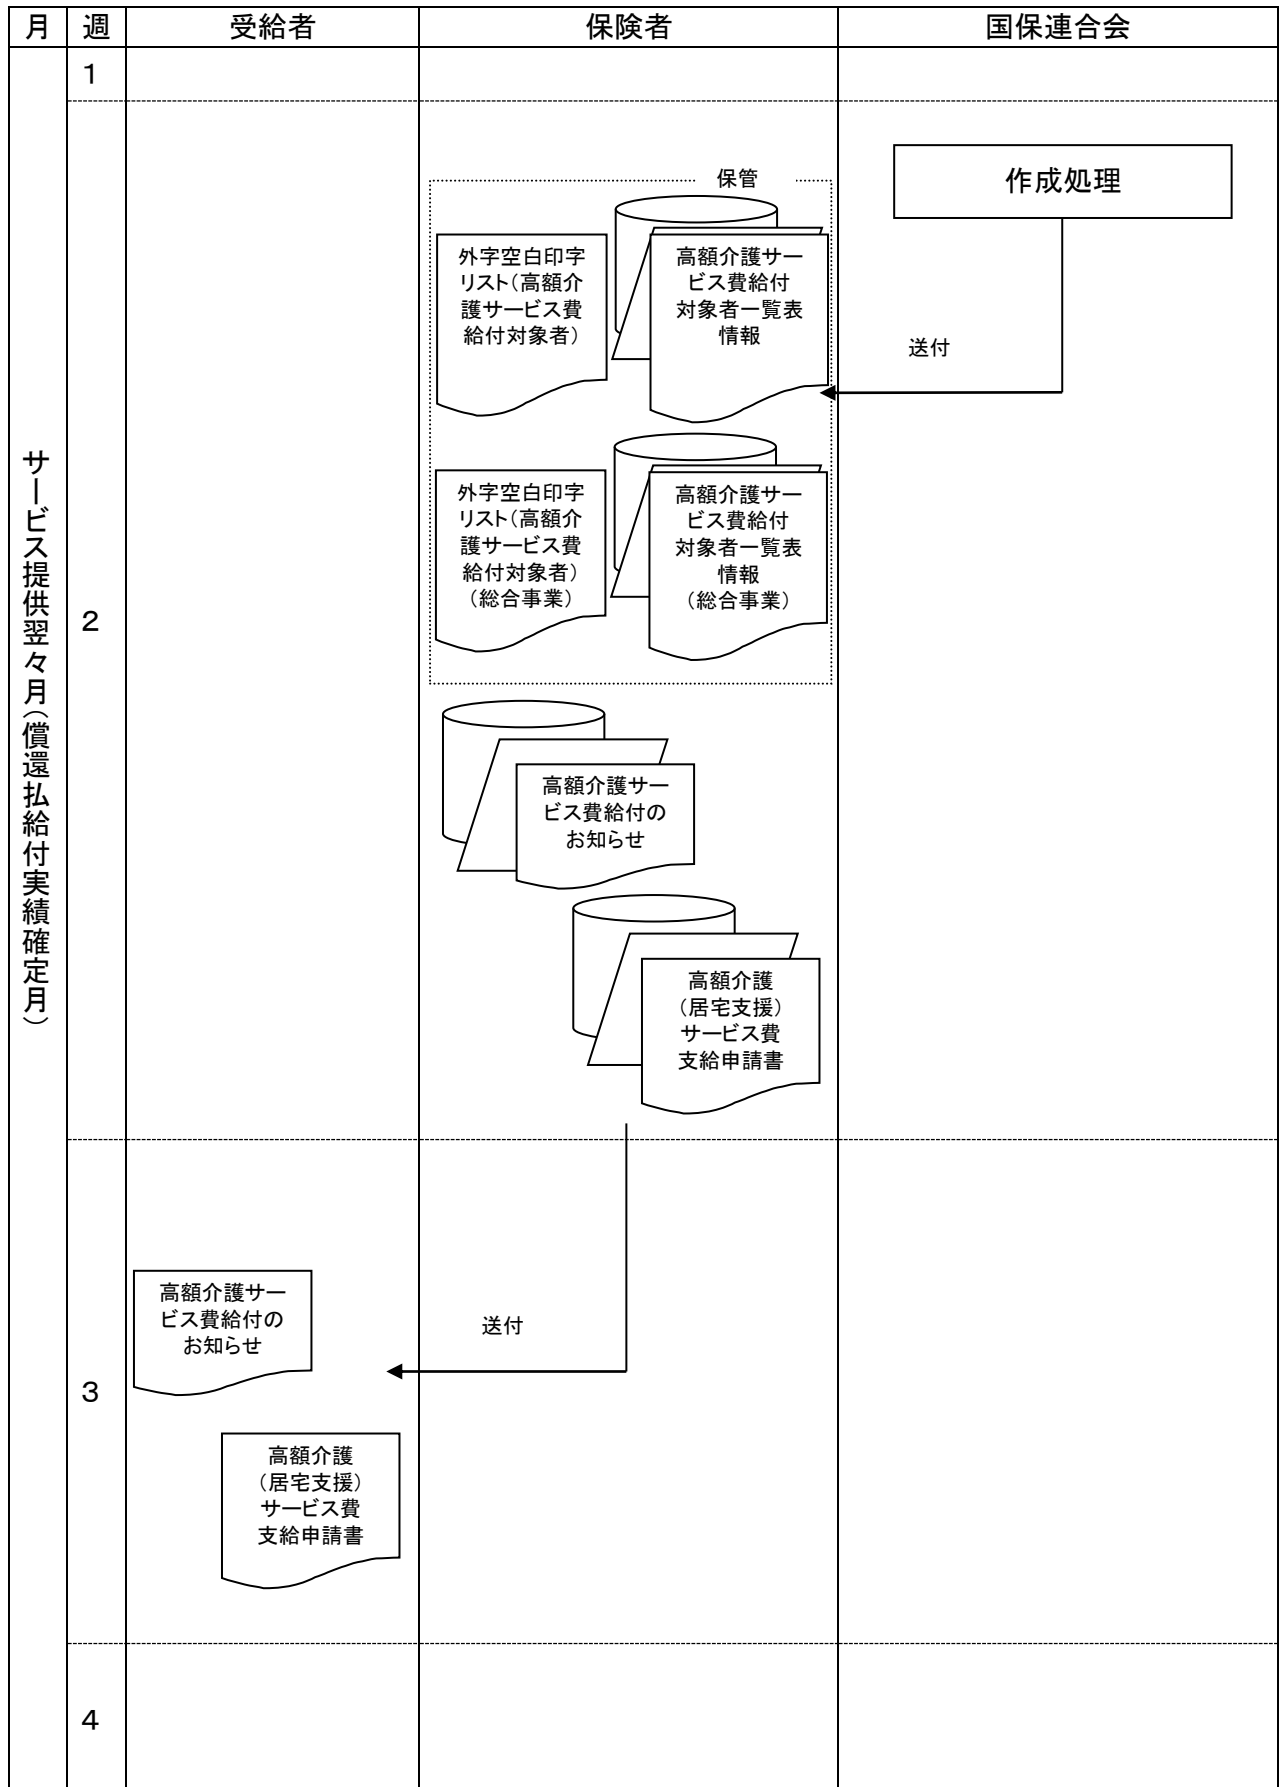 月 週 受給者 保険者 国保連合会
サービス提供翌々月（償還払給付実績確定月）
１
２
作成処理
保管
外字空白印字
リスト（高額介
護サービス費
給付対象者）
高額介護サー
ビス費給付
対象者一覧表
情報
送付
外字空白印字
リスト（高額介
護サービス費
給付対象者）
（総合事業）
高額介護サー
ビス費給付
対象者一覧表
情報
（総合事業）
高額介護サー
ビス費給付の
お知らせ
高額介護
（居宅支援）
サービス費
支給申請書
３
高額介護サー
ビス費給付の
お知らせ
送付
高額介護
（居宅支援）
サービス費
支給申請書
４